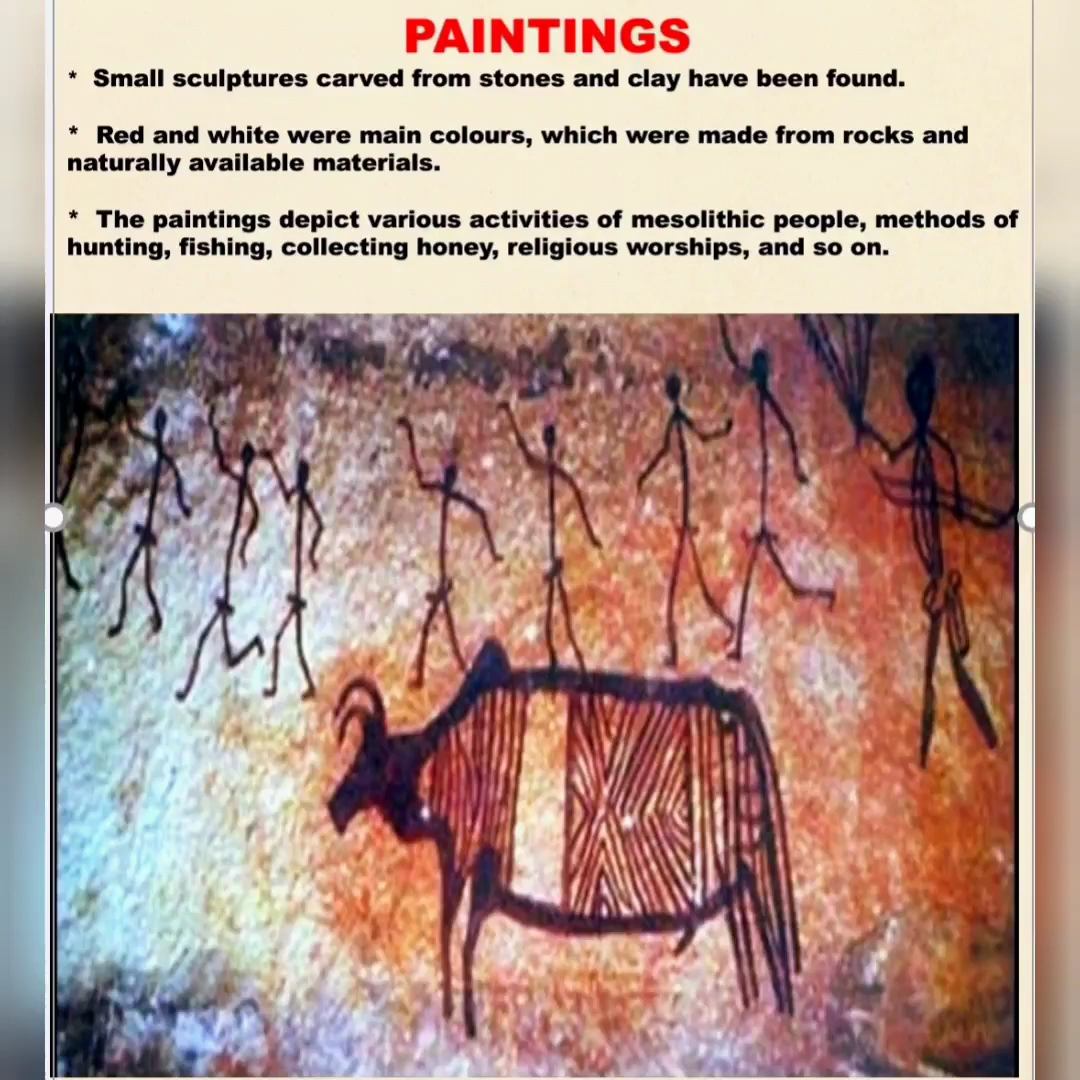 PAINTINGS
* Small sculptures carved from stones and clay have been found.
* Red and white were main colours, which were made from rocks and
naturally available materials.
* The paintings depict various activities of mesolithic people, methods of
hunting, fishing, collecting honey, religious worships, and so on.